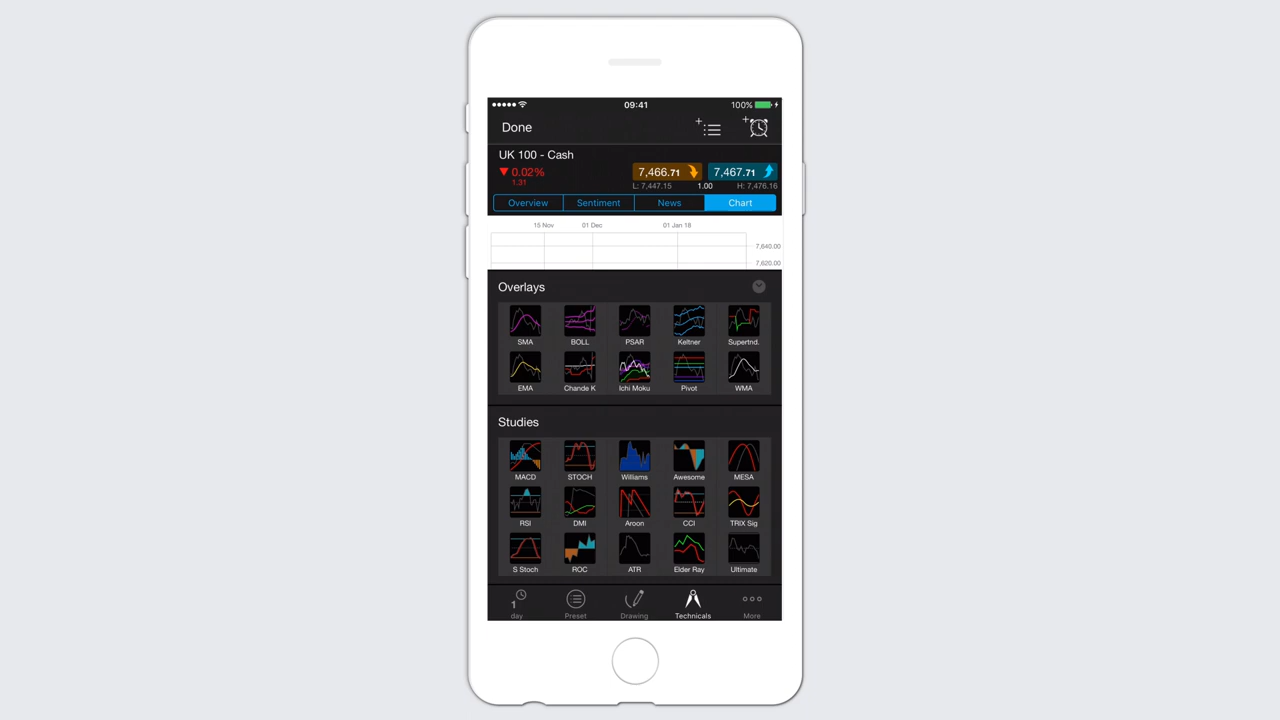 09:41 100%
Done
UK 100 - Cash
0.02% 7,466.71 7,467.71
1.31 L: 7,447.15 1.00 H: 7,476.16
Overview Sentiment News Chart
15 Nov 01 Dec 01 Jan 18
7,640.00
7,620.00
Overlays
SMA BOLL PSAR Keltner Supertnd.
EMA Chande K Ichi Moku Pivot WMA
Studies
MACD STOCH Williams Awesome MESA
RSI DMI Aroon CCI TRIX Sig
S Stoch ROC ATR Elder Ray Ultimate
1
day Preset Drawing Technicals More